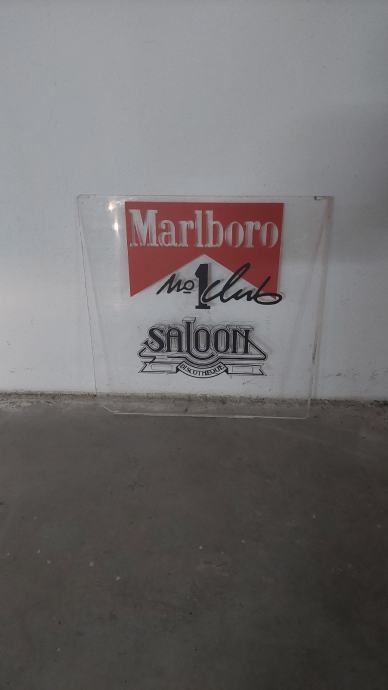 Marlboro
No 1 Club
SALOON
DISCOTHEQUE